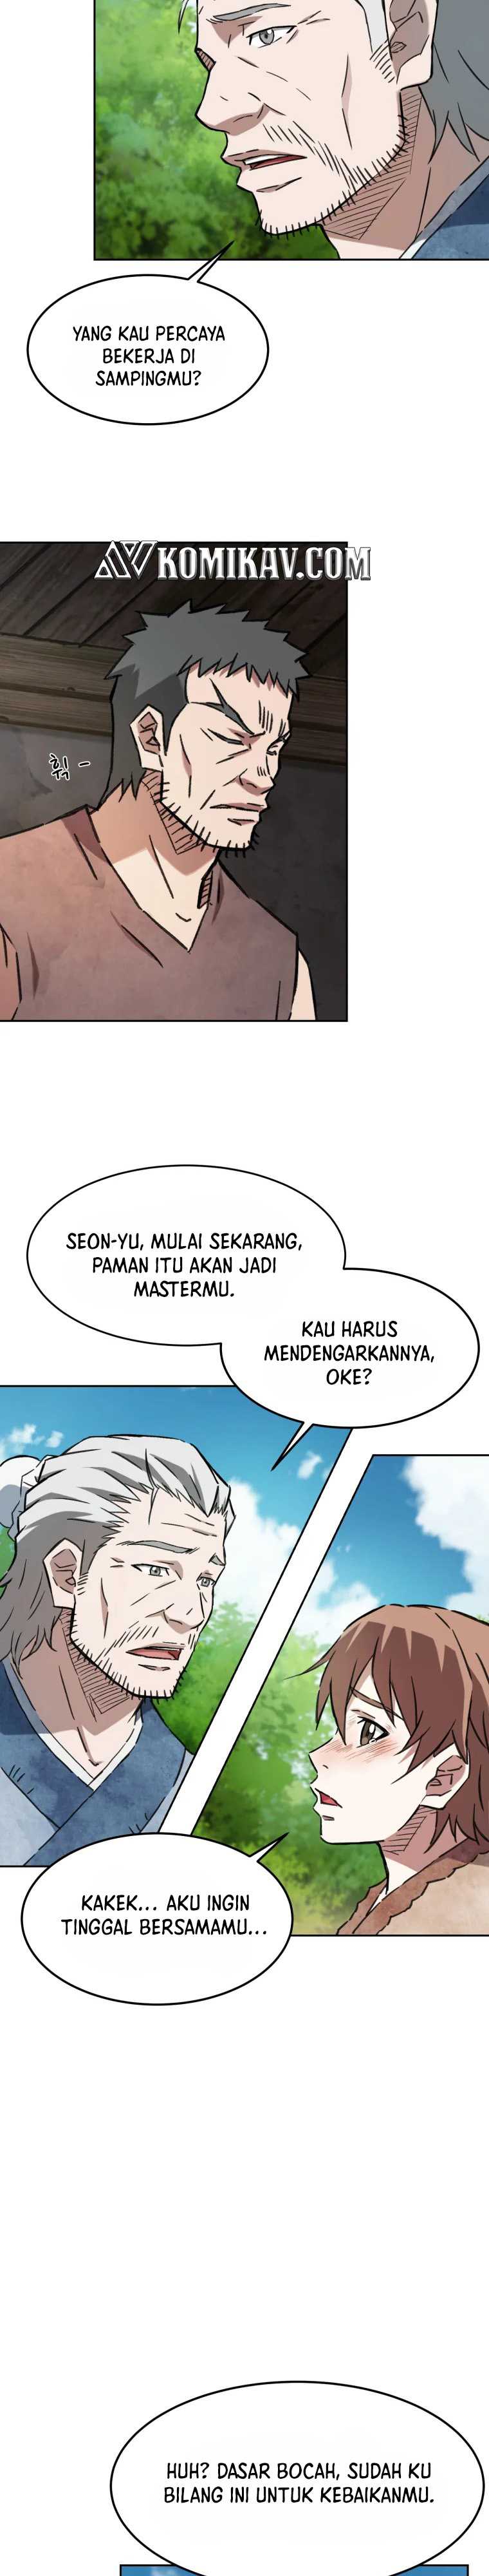 YANG KAU PERCAYA
BEKERJA DI
SAMPINGMU?
KOMIKAV.COM
휙-
SEON-YU, MULAI SEKARANG,
PAMAN ITU AKAN JADI
MASTERMU.
KAU HARUS
MENDENGARKANNYA,
OKE?
KAKEK... AKU INGIN
TINGGAL BERSAMAMU...
HUH? DASAR BOCAH, SUDAH KU
BILANG INI UNTUK KEBAIKANMU.